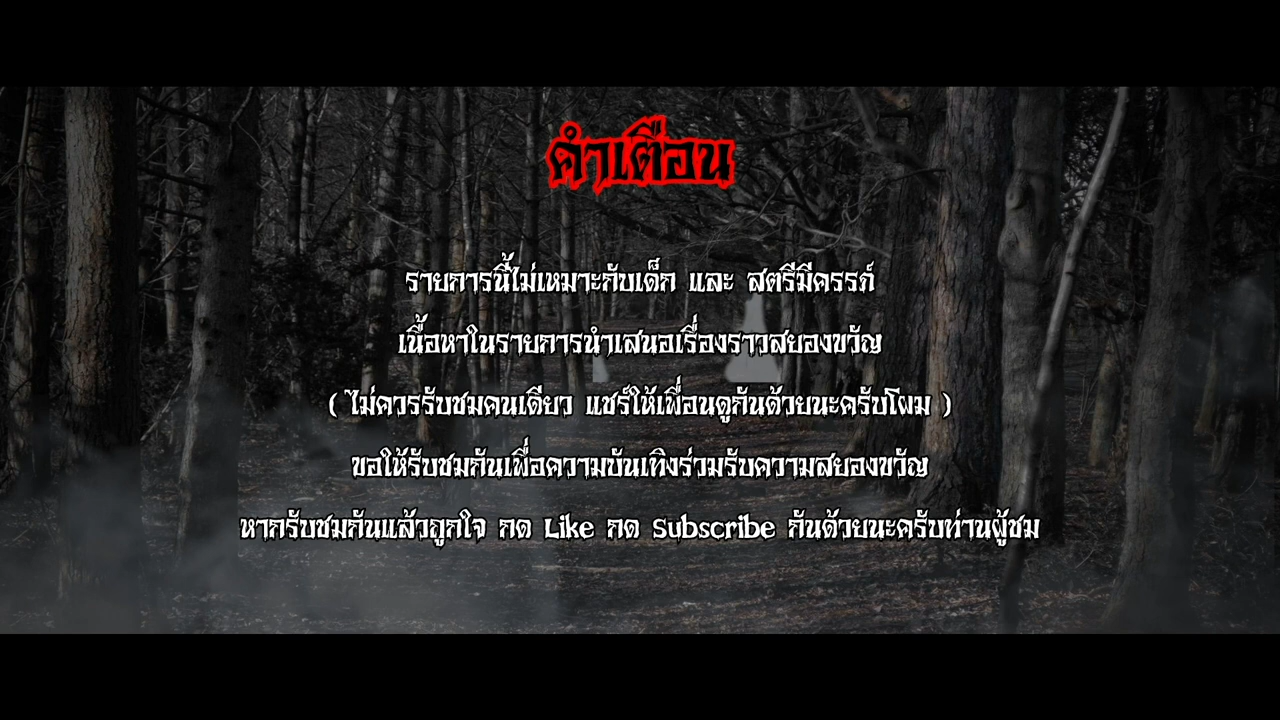 คำเตือน
รายการนี้ไม่เหมาะกับเด็ก และ สตรีมีครรภ์
เนื้อหาในรายการนำเสนอเรื่องราวสยองขวัญ
( ไม่ควรรับชมคนเดียว แชร์ให้เพื่อนดูกันด้วยนะครับโผม )
ขอให้รับชมกันเพื่อความบันเทิงร่วมรับความสยองขวัญ
หากรับชมกันแล้วถูกใจ กด Like กด Subscribe กันด้วยนะครับท่านผู้ชม